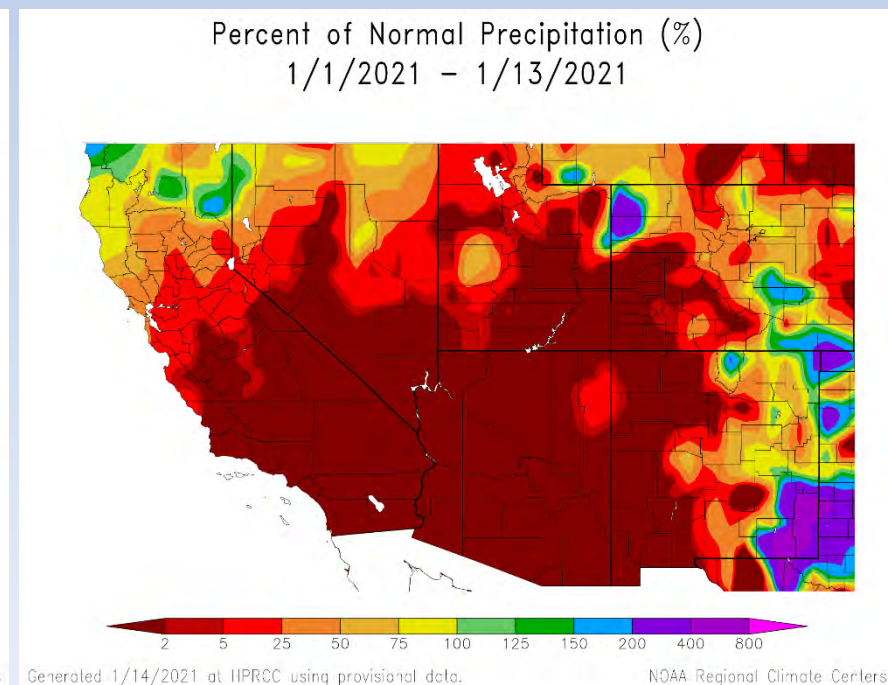 Percent of Normal Precipitation (%)
1/1/2021 – 1/13/2021
2 5 25 50 75 100 125 150 200 400 800
Generated 1/14/2021 at HPRCC using provisional data.
NOAA Regional Climate Centers